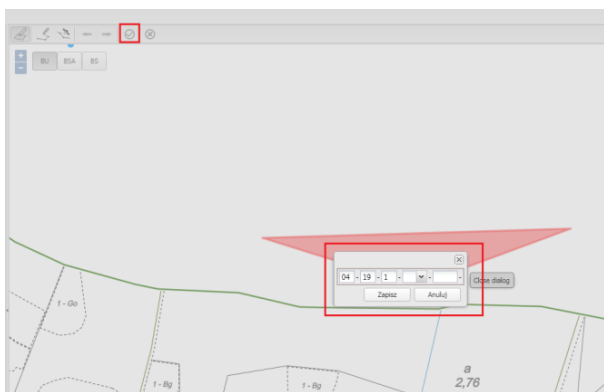 +
-
BU BSA BS
04 - 19 - 1 - - -
Close dialog
Zapisz Anuluj
1 - Go
a
2,76
1 - Bg
1 - Bg